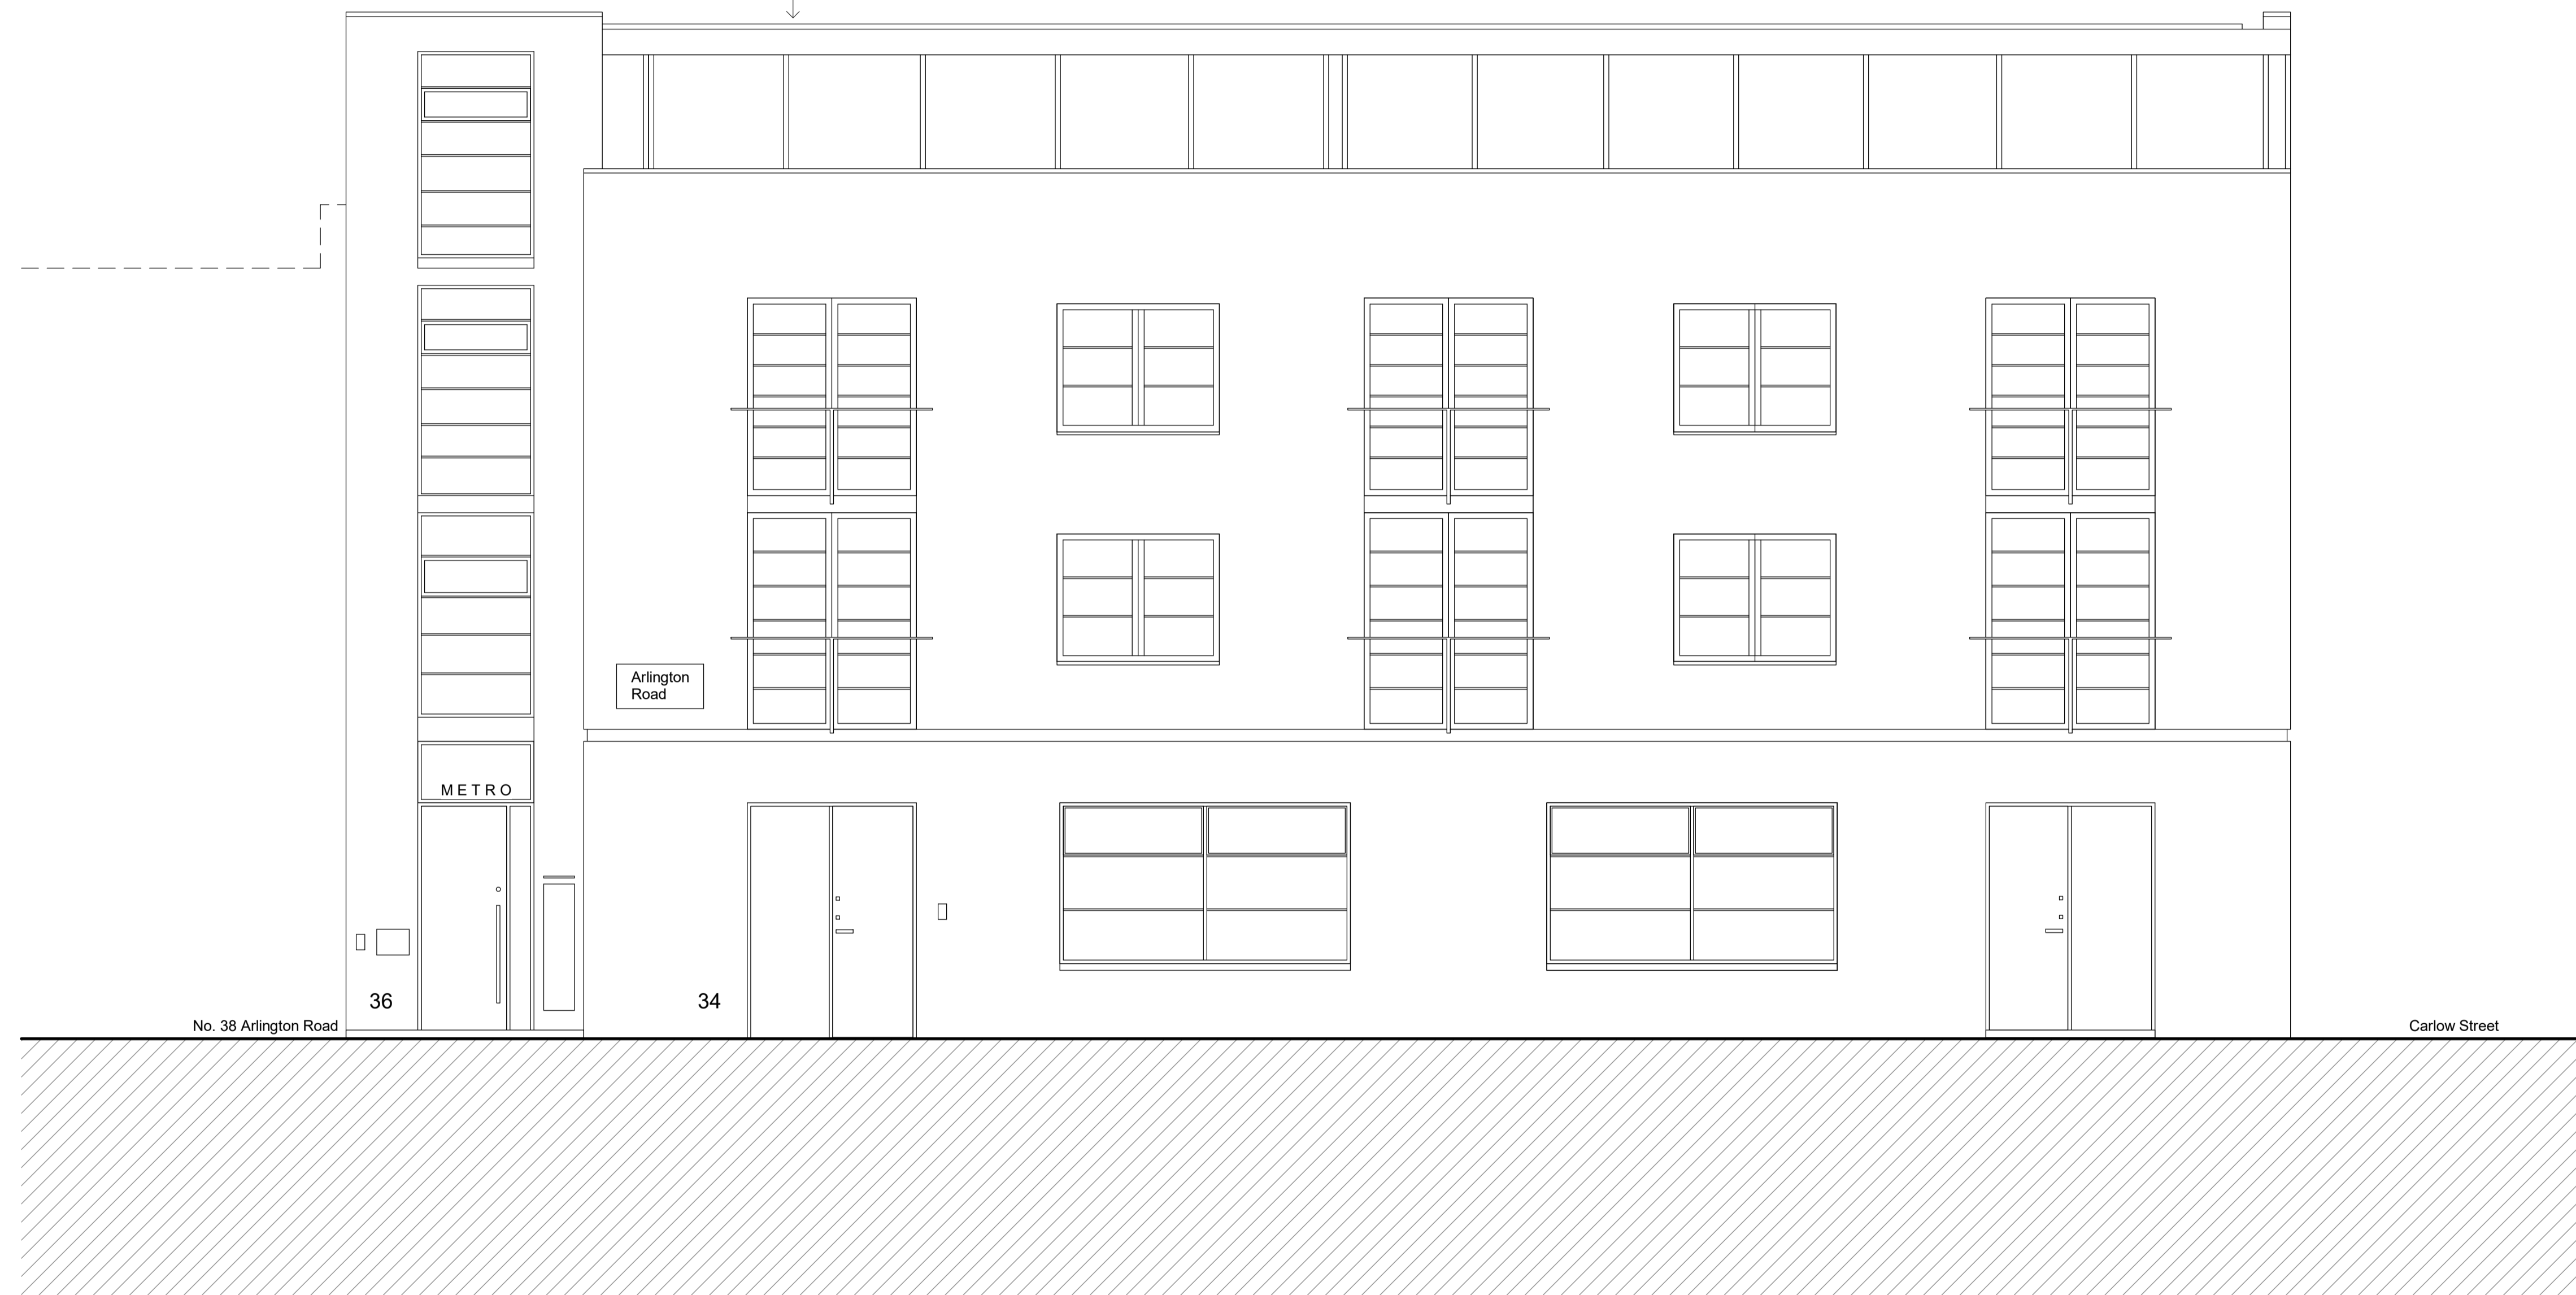 Arlington
Road
METRO
36
34
No. 38 Arlington Road
Carlow Street